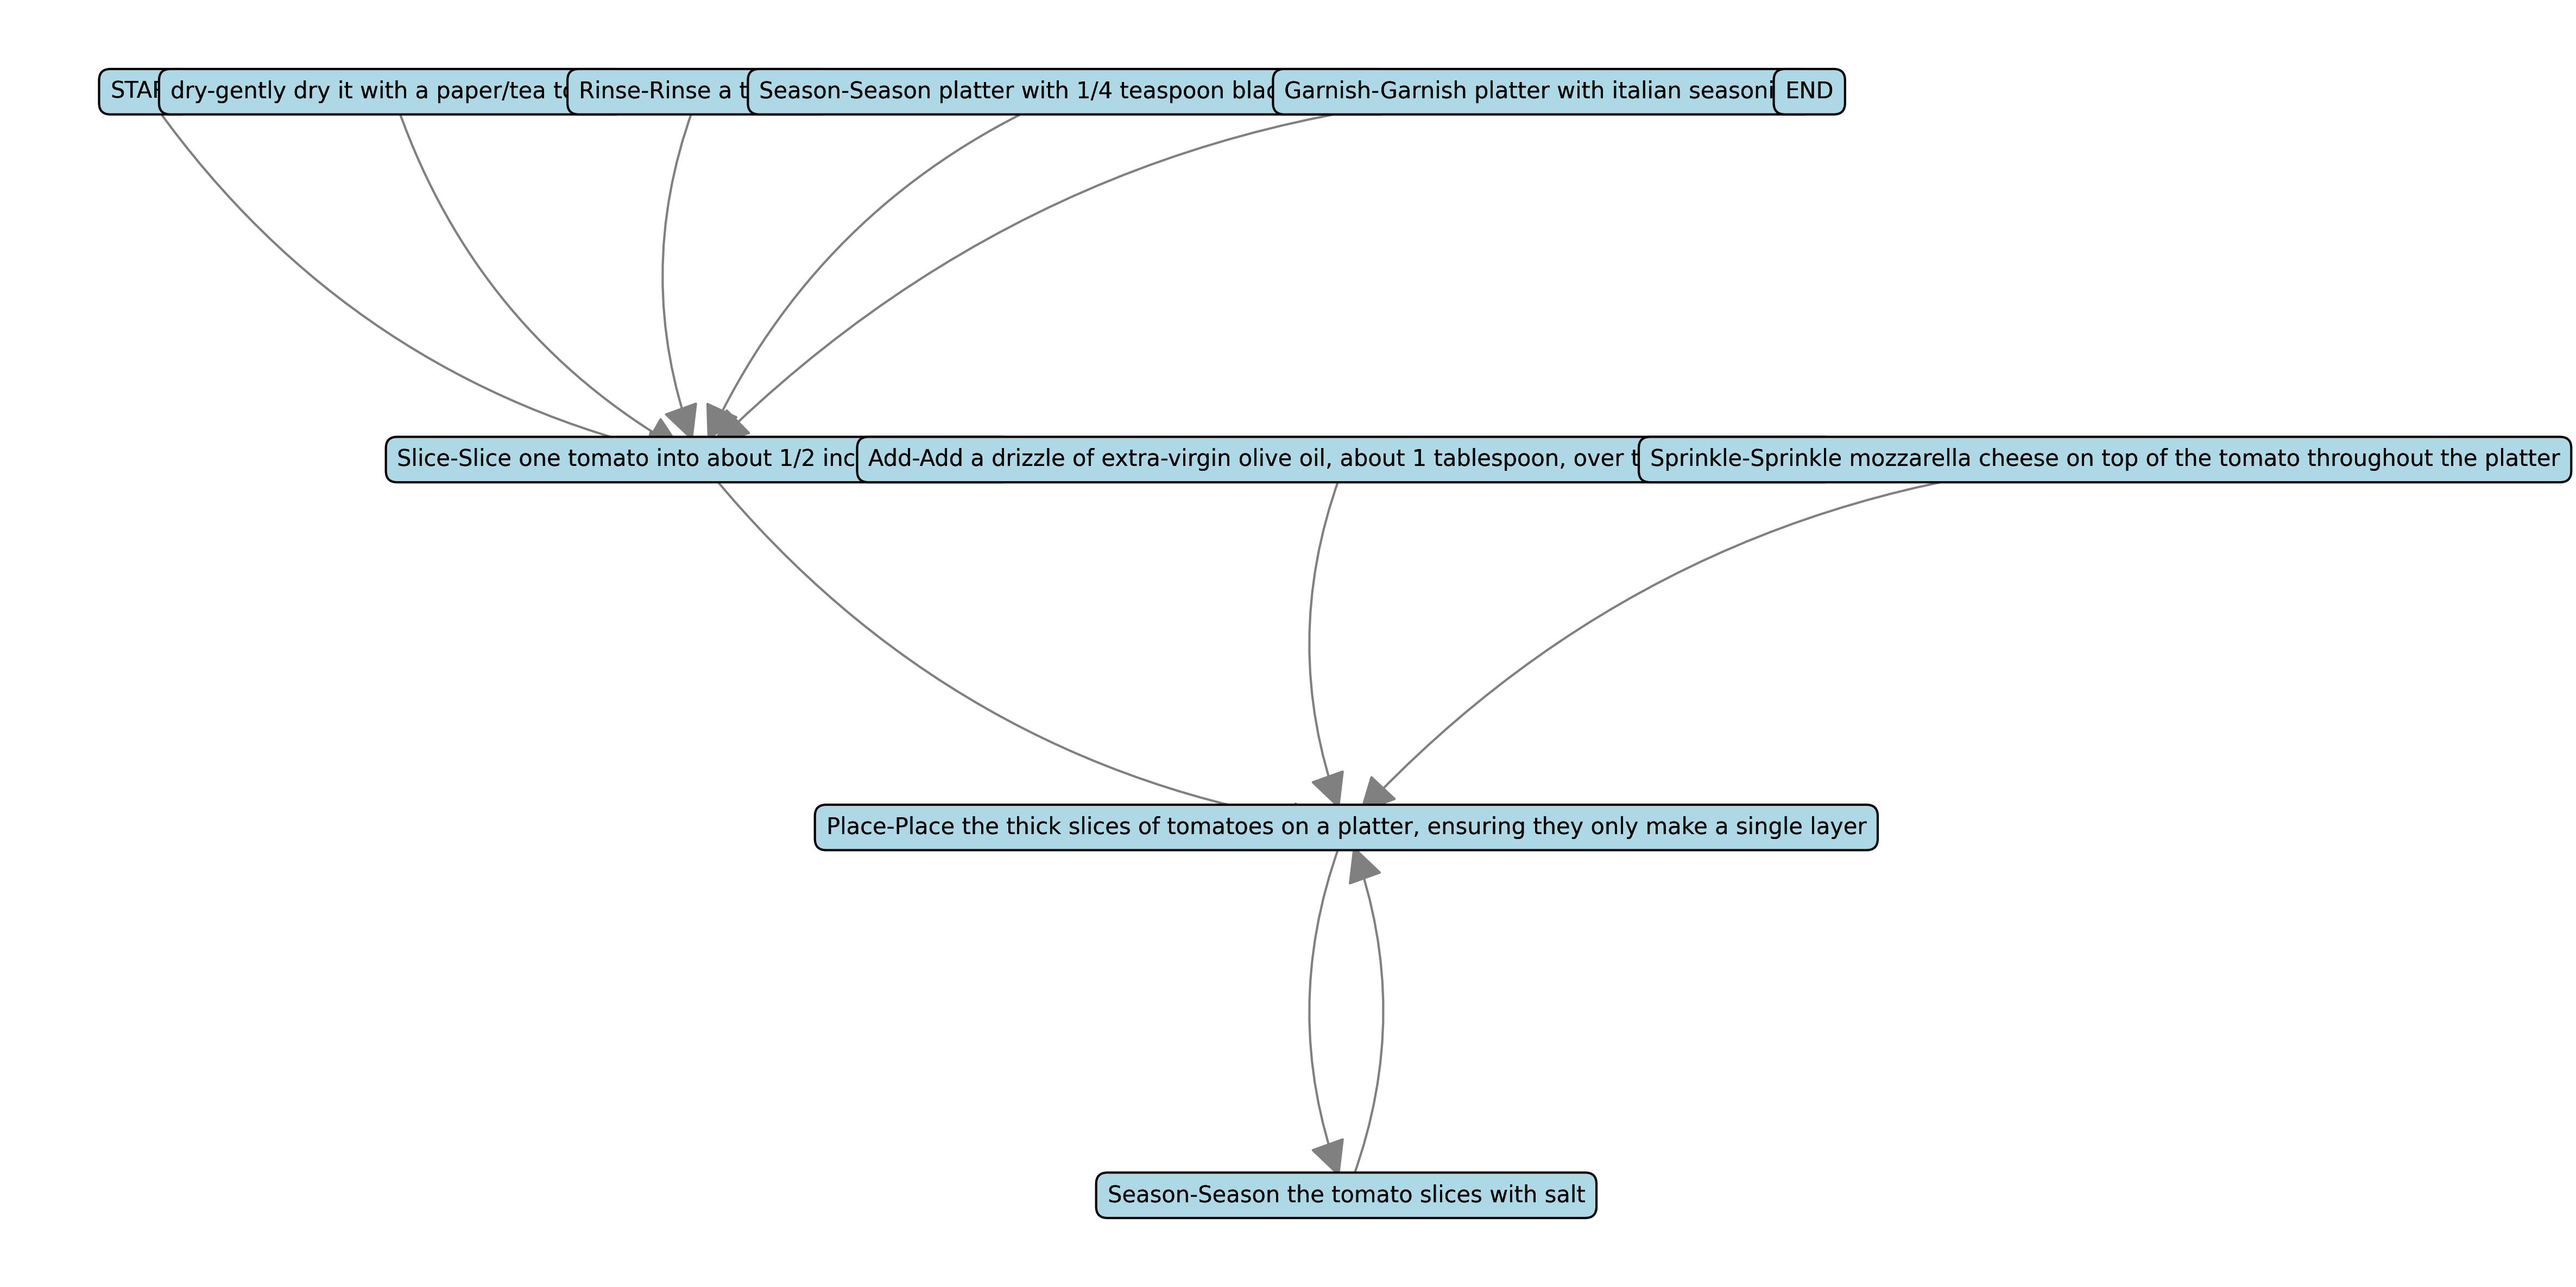 dry-gently dry it with a paper/tea
Rinse-Rinse a
Season-Season platter with 1/4 teaspoon
Garnish-Garnish platter with italian
END
Slice-Slice one tomato into about 1/2
Add-Add a drizzle of extra-virgin olive oil, about 1 tablespoon, over
Sprinkle-Sprinkle mozzarella cheese on top of the tomato throughout the platter
Place-Place the thick slices of tomatoes on a platter, ensuring they only make a single layer
Season-Season the tomato slices with salt